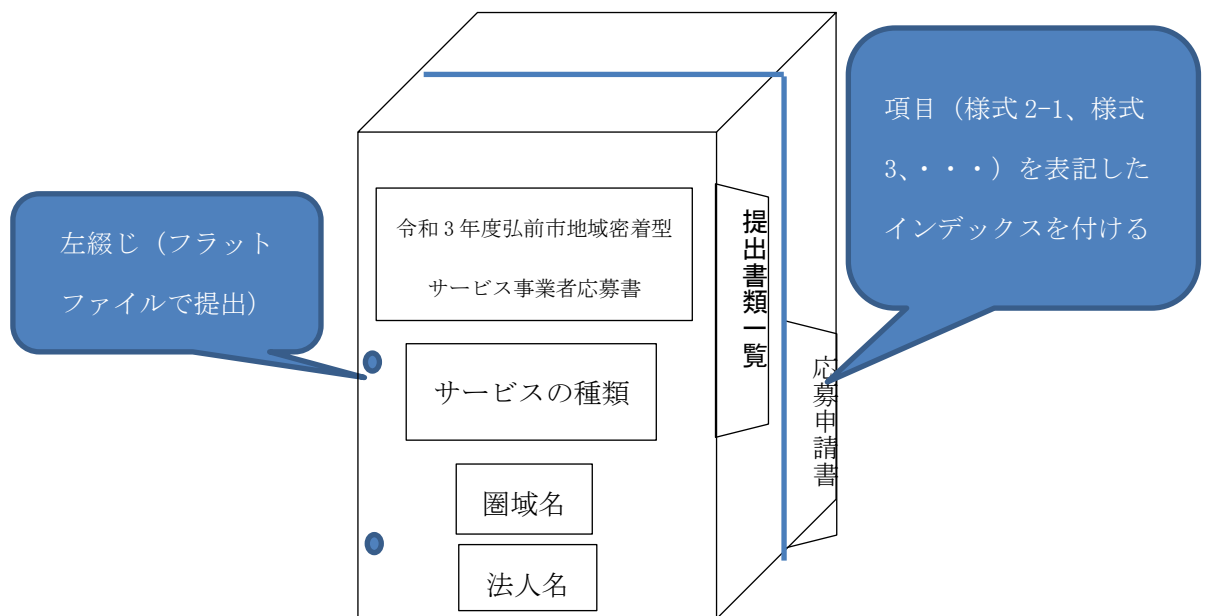 項目（様式 2-1、様式
3、・・・）を表記した
インデックスを付ける
左綴じ（フラット
ファイルで提出）
令和 3 年度弘前市地域密着型
サービス事業者応募書
サービスの種類
圏域名
法人名
提出書類一覧
応募申請書